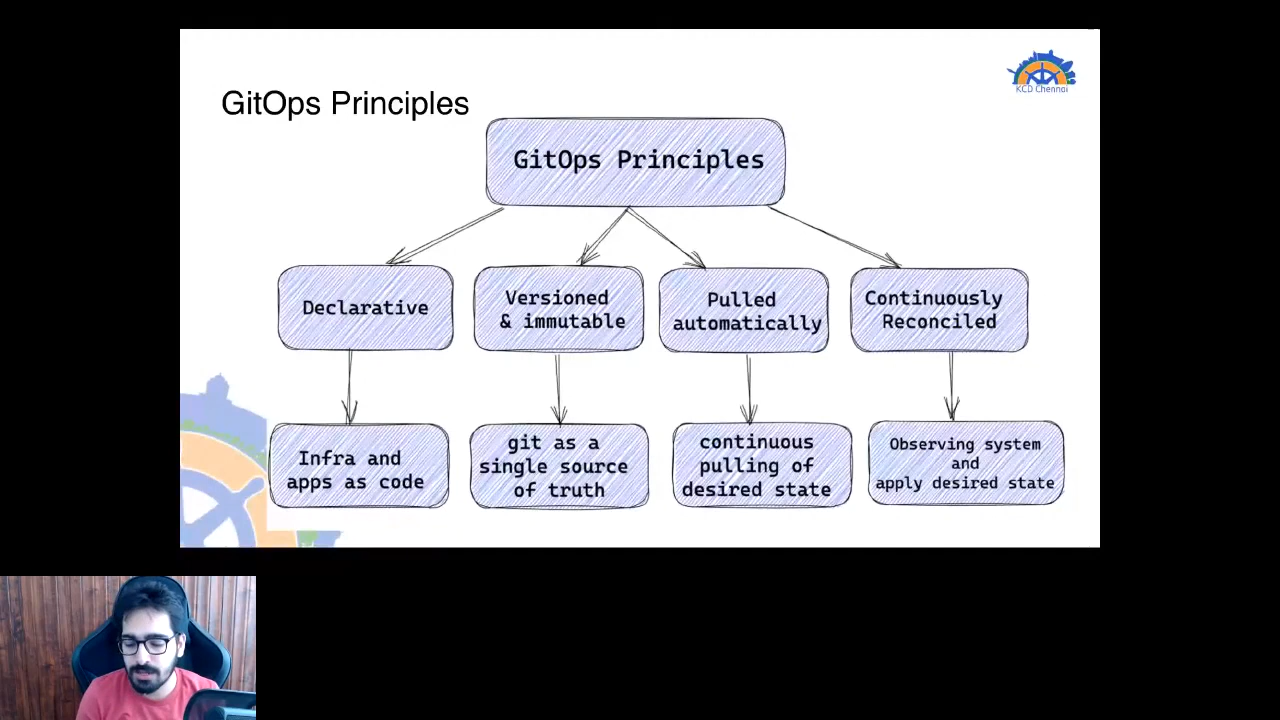 KCD Chennai
GitOps Principles
GitOps Principles
Declarative
Versioned
& immutable
Pulled
automatically
Continuously
Reconciled
Infra and
apps as code
git as a
single source
of truth
continuous
pulling of
desired state
Observing system
and
apply desired state